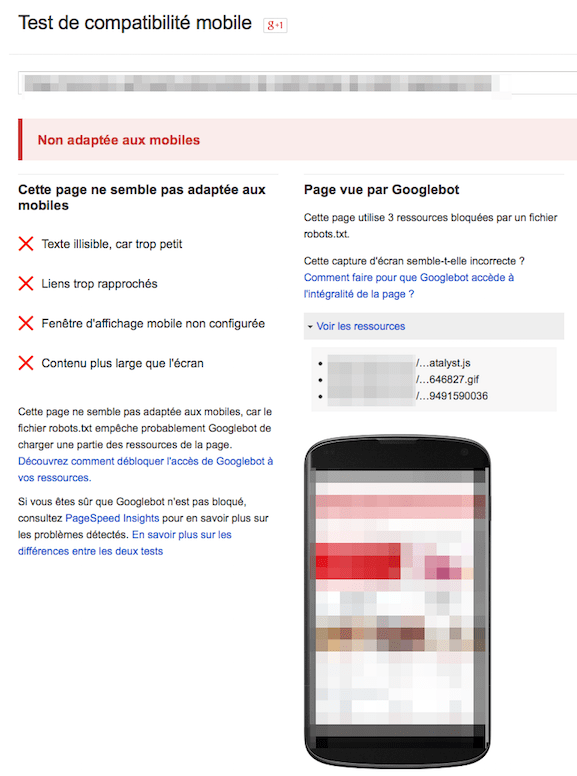 Test de compatibilité mobile
g+1
Non adaptée aux mobiles
Cette page ne semble pas adaptée aux
mobiles
Texte illisible, car trop petit
Liens trop rapprochés
Fenêtre d'affichage mobile non configurée
Contenu plus large que l'écran
Cette page ne semble pas adaptée aux mobiles, car le
fichier robots.txt empêche probablement Googlebot de
charger une partie des ressources de la page.
Découvrez comment débloquer l'accès de Googlebot à
vos ressources.
Si vous êtes sûr que Googlebot n'est pas bloqué,
consultez PageSpeed Insights pour en savoir plus sur
les problèmes détectés. En savoir plus sur les
différences entre les deux tests
Page vue par Googlebot
Cette page utilise 3 ressources bloquées par un fichier
robots.txt.
Cette capture d'écran semble-t-elle incorrecte ?
Comment faire pour que Googlebot accède à
l'intégralité de la page ?
Voir les ressources
/...atalyst.js
/...646827.gif
/...9491590036